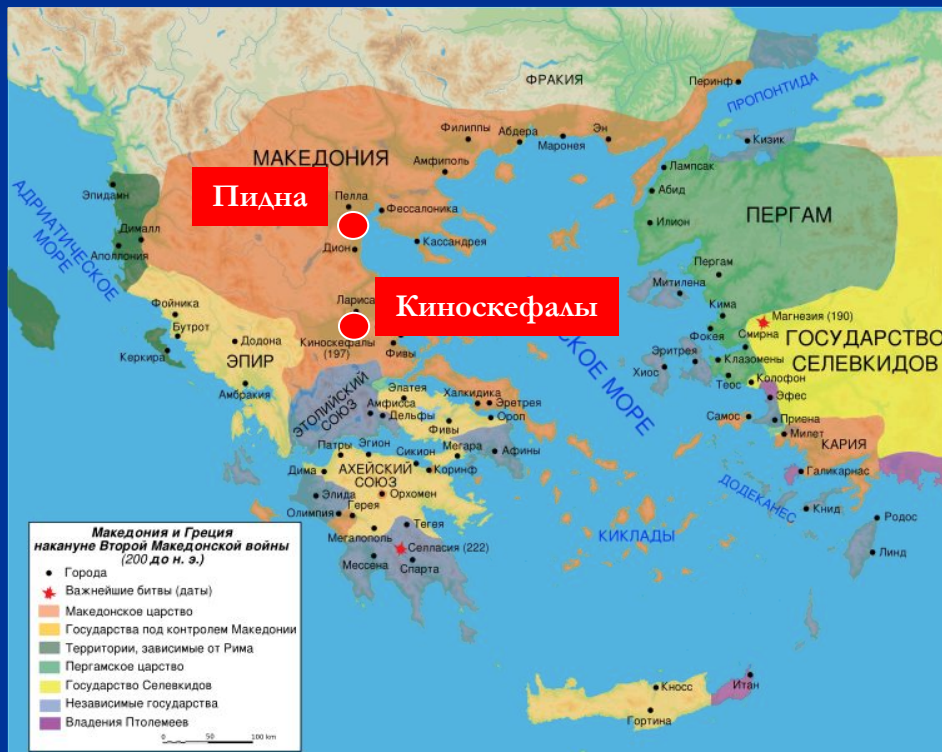 ФРАКИЯ
Перинф
ПРОПОНТИДА
Филиппы
Абдера
Эн
Маронея
Кизик
МАКЕДОНИЯ
Амфиполь
Лампсак
Эпидамн
Пидна
Пелла
Абид
Фессалоника
ПЕРГАМ
АДРИАТИЧЕСКОЕ
МОРЕ
Дималл
Илион
Аполлония
Дион
Кассандрея
Пергам
Митилена
Фойника
Лариса
Киноскефалы
Кима
Магнезия (190)
Бутрот
Фокея
Смирна
ГОСУДАРСТВО
СЕЛЕВКИДОВ
Керкира
ЭПИР
Киноскефалы
(197)
Фивы
СКОЕ МОРЕ
Эритрея
Клазомены
Хиос
Теос
Колофон
Амбракия
ЭТОЛИЙСКИЙ
СОЮЗ
Элатея
Халкидика
Эретрея
Эфес
Амфисса
Дельфы
Фивы
Ороп
Самос
Приена
Патры
Эгион
Сикион
Мегара
Афины
Милет
КАРИЯ
Дима
АХЕЙСКИЙ
СОЮЗ
Коринф
Галикарнас
Элида
Орхомен
ДОДЕКАНЕС
Олимпия
Герея
Книд
Родос
Мегалополь
Тегея
КИКЛАДЫ
Селласия (222)
Линд
Мессена
Спарта
Македония и Греция
накануне Второй Македонской войны
(200 до н. э.)
Города
Важнейшие битвы (даты)
Македонское царство
Государства под контролем Македонии
Территории, зависимые от Рима
Пергамское царство
Государство Селевкидов
Независимые государства
Владения Птолемеев
0 50 100 km
Кносс
Итан
Гортина